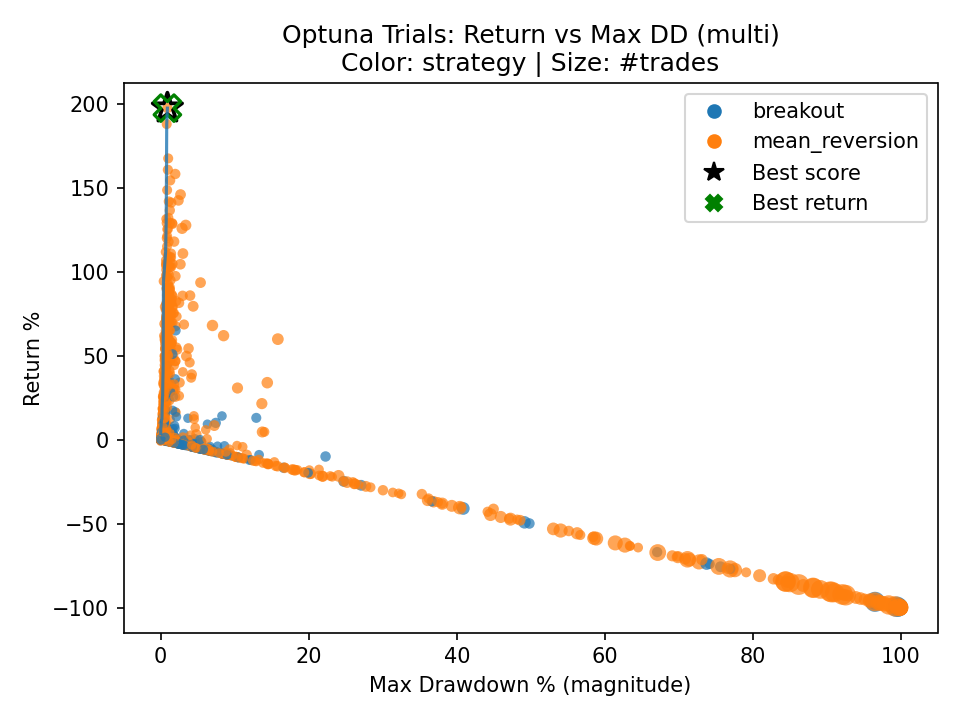 Optuna Trials: Return vs Max DD (multi)
Color: strategy | Size: #trades
200
150
100
50
0
−50
−100
Return %
breakout
mean_reversion
Best score
Best return
0 20 40 60 80 100
Max Drawdown % (magnitude)